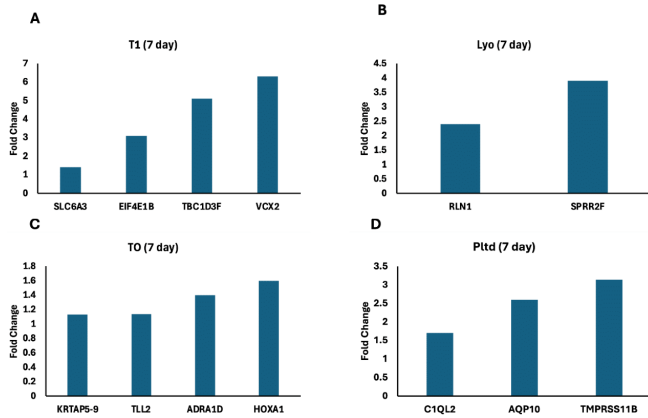 A
T1 (7 day)
Fold Change
7
6
5
4
3
2
1
0
SLC6A3 EIF4E1B TBC1D3F VCX2
B
Lyo (7 day)
Fold Change
4.5
4
3.5
3
2.5
2
1.5
1
0.5
0
RLN1 SPRR2F
C
TO (7 day)
Fold Change
1.8
1.6
1.4
1.2
1
0.8
0.6
0.4
0.2
0
KRTAP5-9 TLL2 ADRA1D HOXA1
D
Pltd (7 day)
Fold Change
3.5
3
2.5
2
1.5
1
0.5
0
C1QL2 AQP10 TMPRSS11B